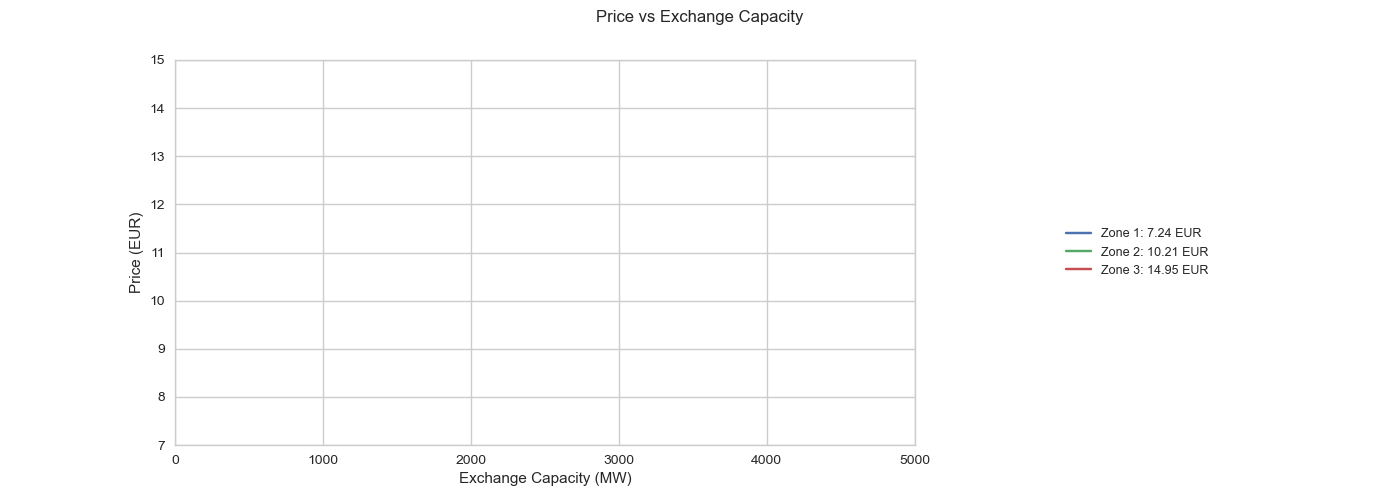 Price vs Exchange Capacity
15
14
13
12
11
10
9
8
7
Price (EUR)
0 1000 2000 3000 4000 5000
Exchange Capacity (MW)
Zone 1: 7.24 EUR
Zone 2: 10.21 EUR
Zone 3: 14.95 EUR